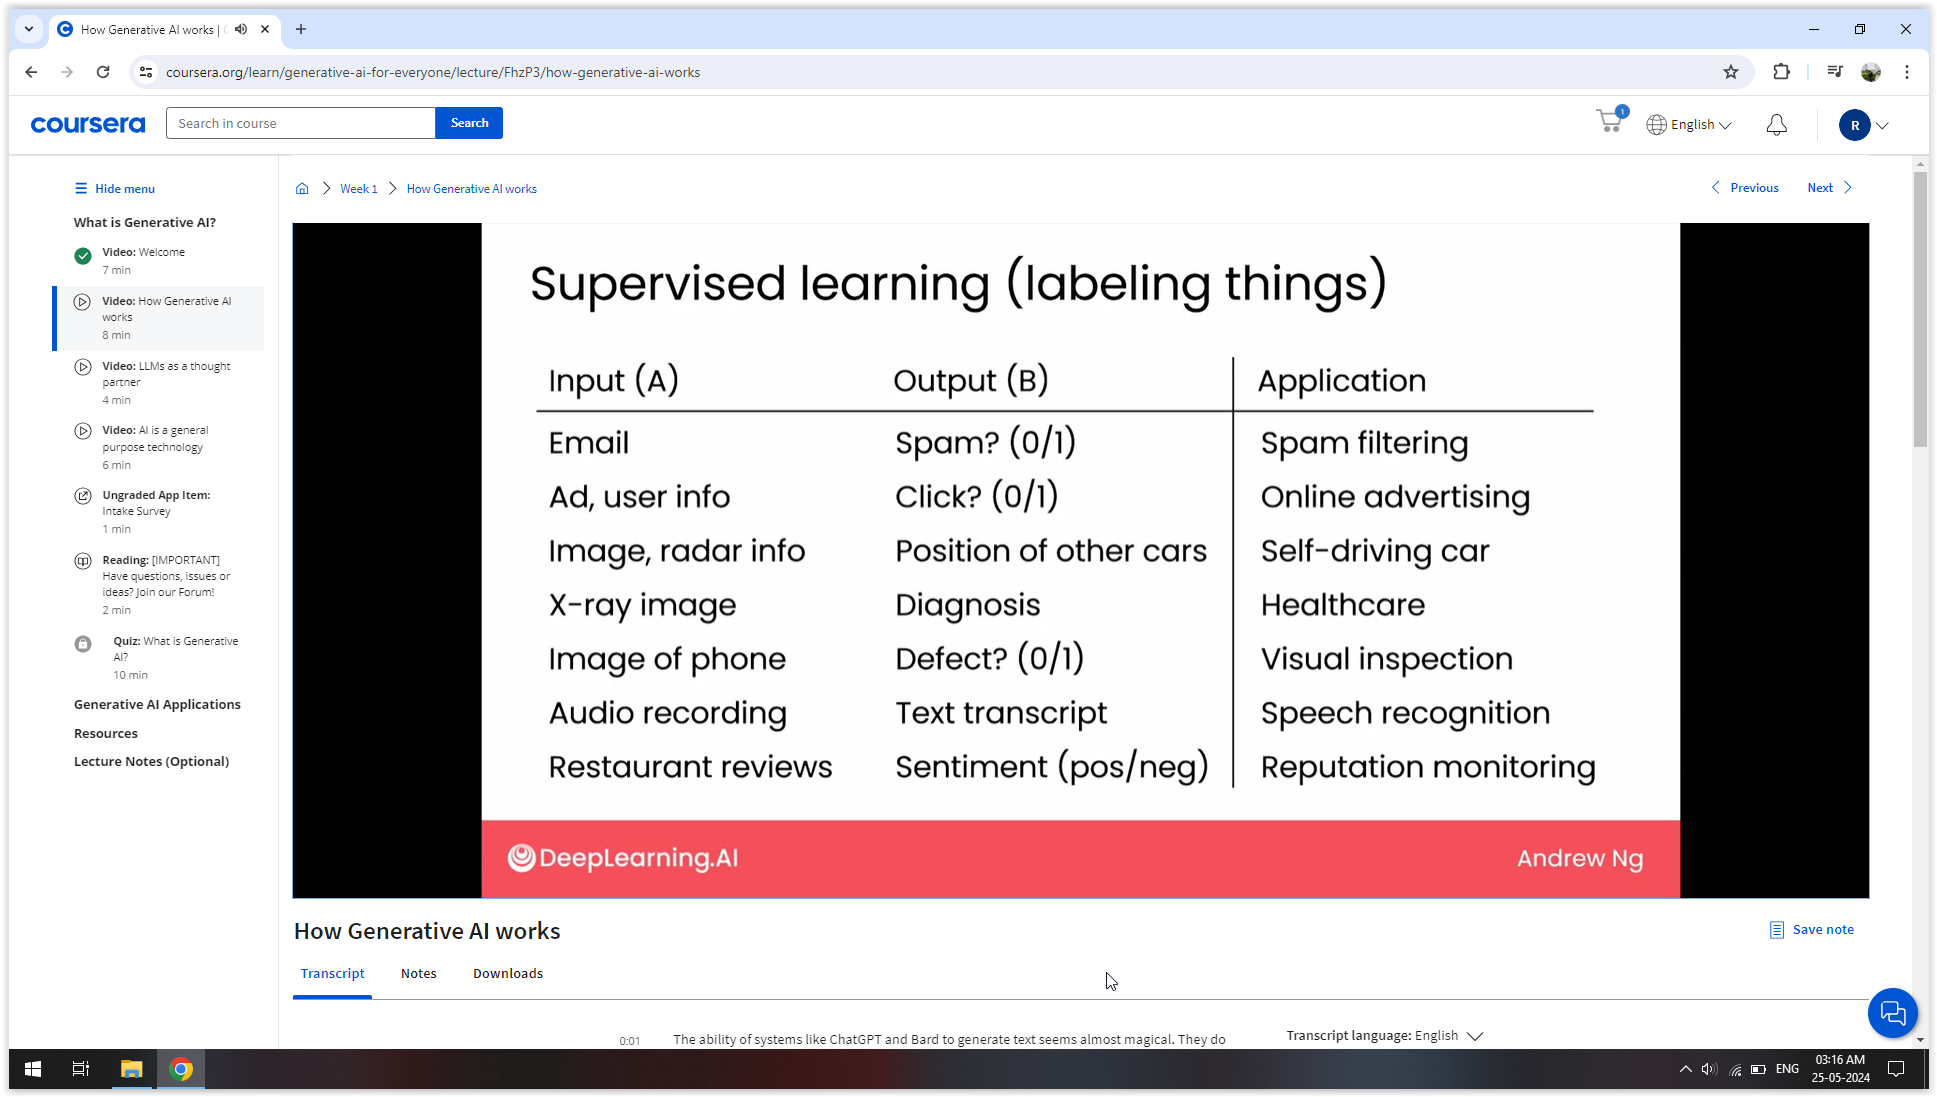 How Generative AI works |
coursera.org/learn/generative-ai-for-everyone/lecture/FhzP3/how-generative-ai-works
coursera
Search in course
Search
1
English
R
Hide menu
What is Generative AI?
Video: Welcome
7 min
Video: How Generative AI
works
8 min
Video: LLMs as a thought
partner
4 min
Video: AI is a general
purpose technology
6 min
Ungraded App Item:
Intake Survey
1 min
Reading: [IMPORTANT]
Have questions, issues or
ideas? Join our Forum!
2 min
Quiz: What is Generative
AI?
10 min
Generative AI Applications
Resources
Lecture Notes (Optional)
Week 1
How Generative AI works
Previous
Next
Supervised learning (labeling things)
Input (A) Output (B) Application
Email Spam? (0/1) Spam filtering
Ad, user info Click? (0/1) Online advertising
Image, radar info Position of other cars Self-driving car
X-ray image Diagnosis Healthcare
Image of phone Defect? (0/1) Visual inspection
Audio recording Text transcript Speech recognition
Restaurant reviews Sentiment (pos/neg) Reputation monitoring
DeepLearning.AI
Andrew Ng
How Generative AI works
Save note
Transcript
Notes
Downloads
0:01
The ability of systems like ChatGPT and Bard to generate text seems almost magical. They do
Transcript language: English
ENG
03:16 AM
25-05-2024